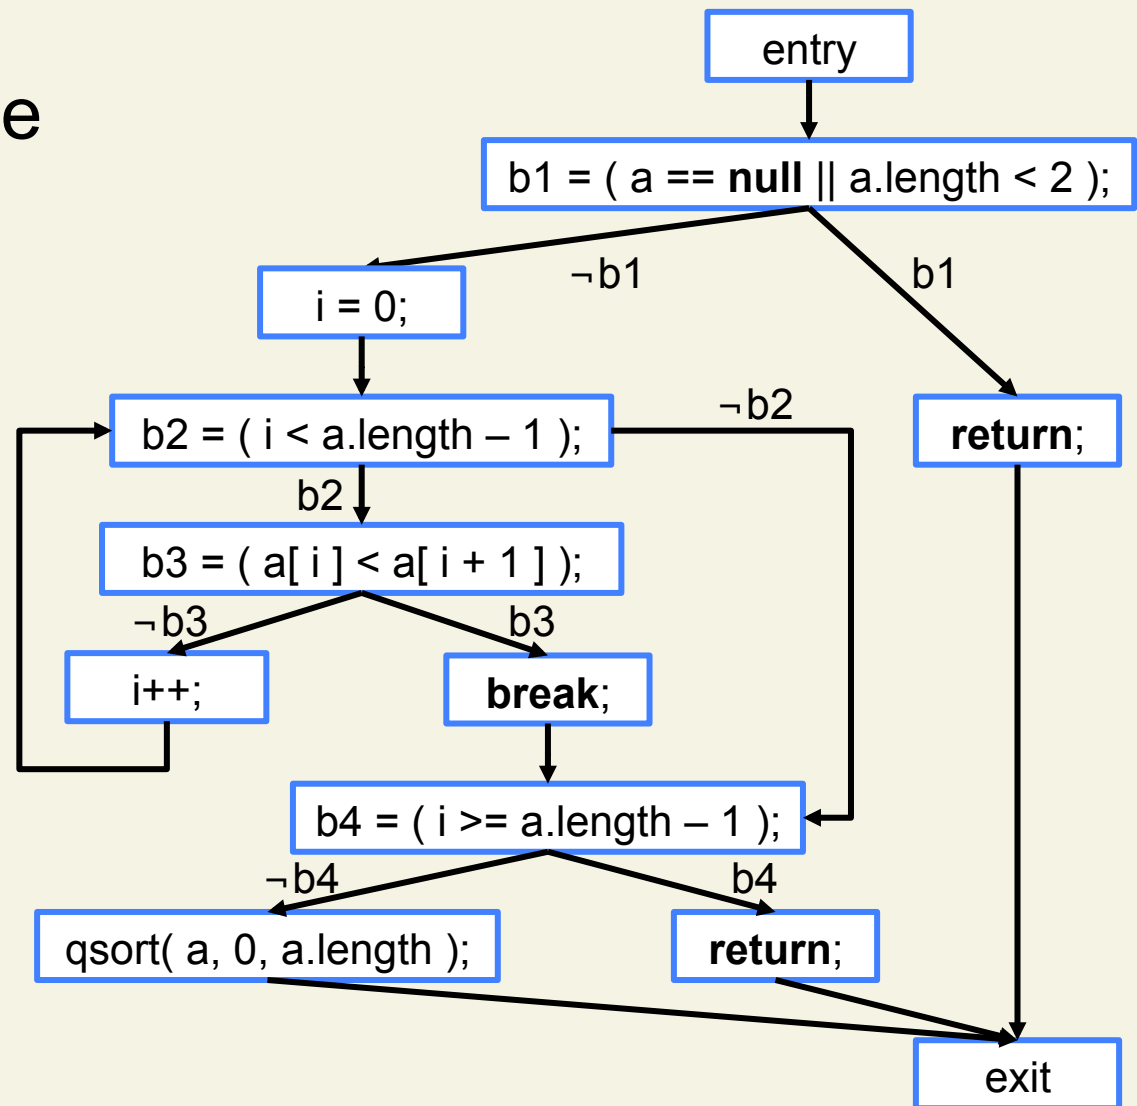 entry
e
b1 = ( a == null || a.length < 2 );
¬b1
b1
i = 0;
¬b2
b2 = ( i < a.length – 1 );
return;
b2
b3 = ( a[ i ] < a[ i + 1 ] );
¬b3
b3
i++;
break;
b4 = ( i >= a.length – 1 );
¬b4
b4
qsort( a, 0, a.length );
return;
exit